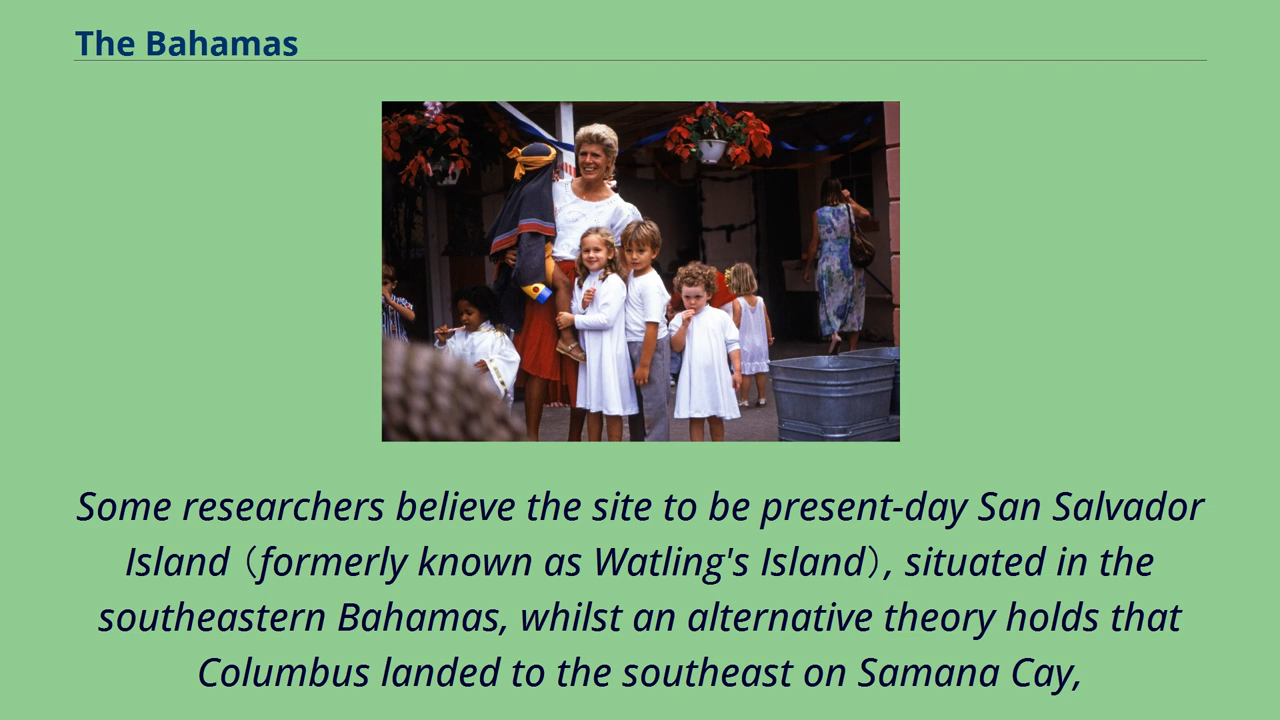 The Bahamas
Some researchers believe the site to be present-day San Salvador
Island（formerly known as Watling's Island）, situated in the
southeastern Bahamas, whilst an alternative theory holds that
Columbus landed to the southeast on Samana Cay,